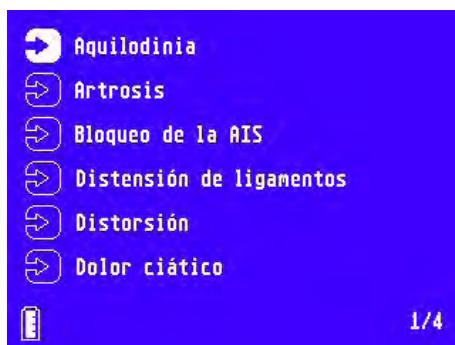 Aquilodinia
Artrosis
Bloqueo de la AIS
Distensión de ligamentos
Distorsión
Dolor ciático
1/4